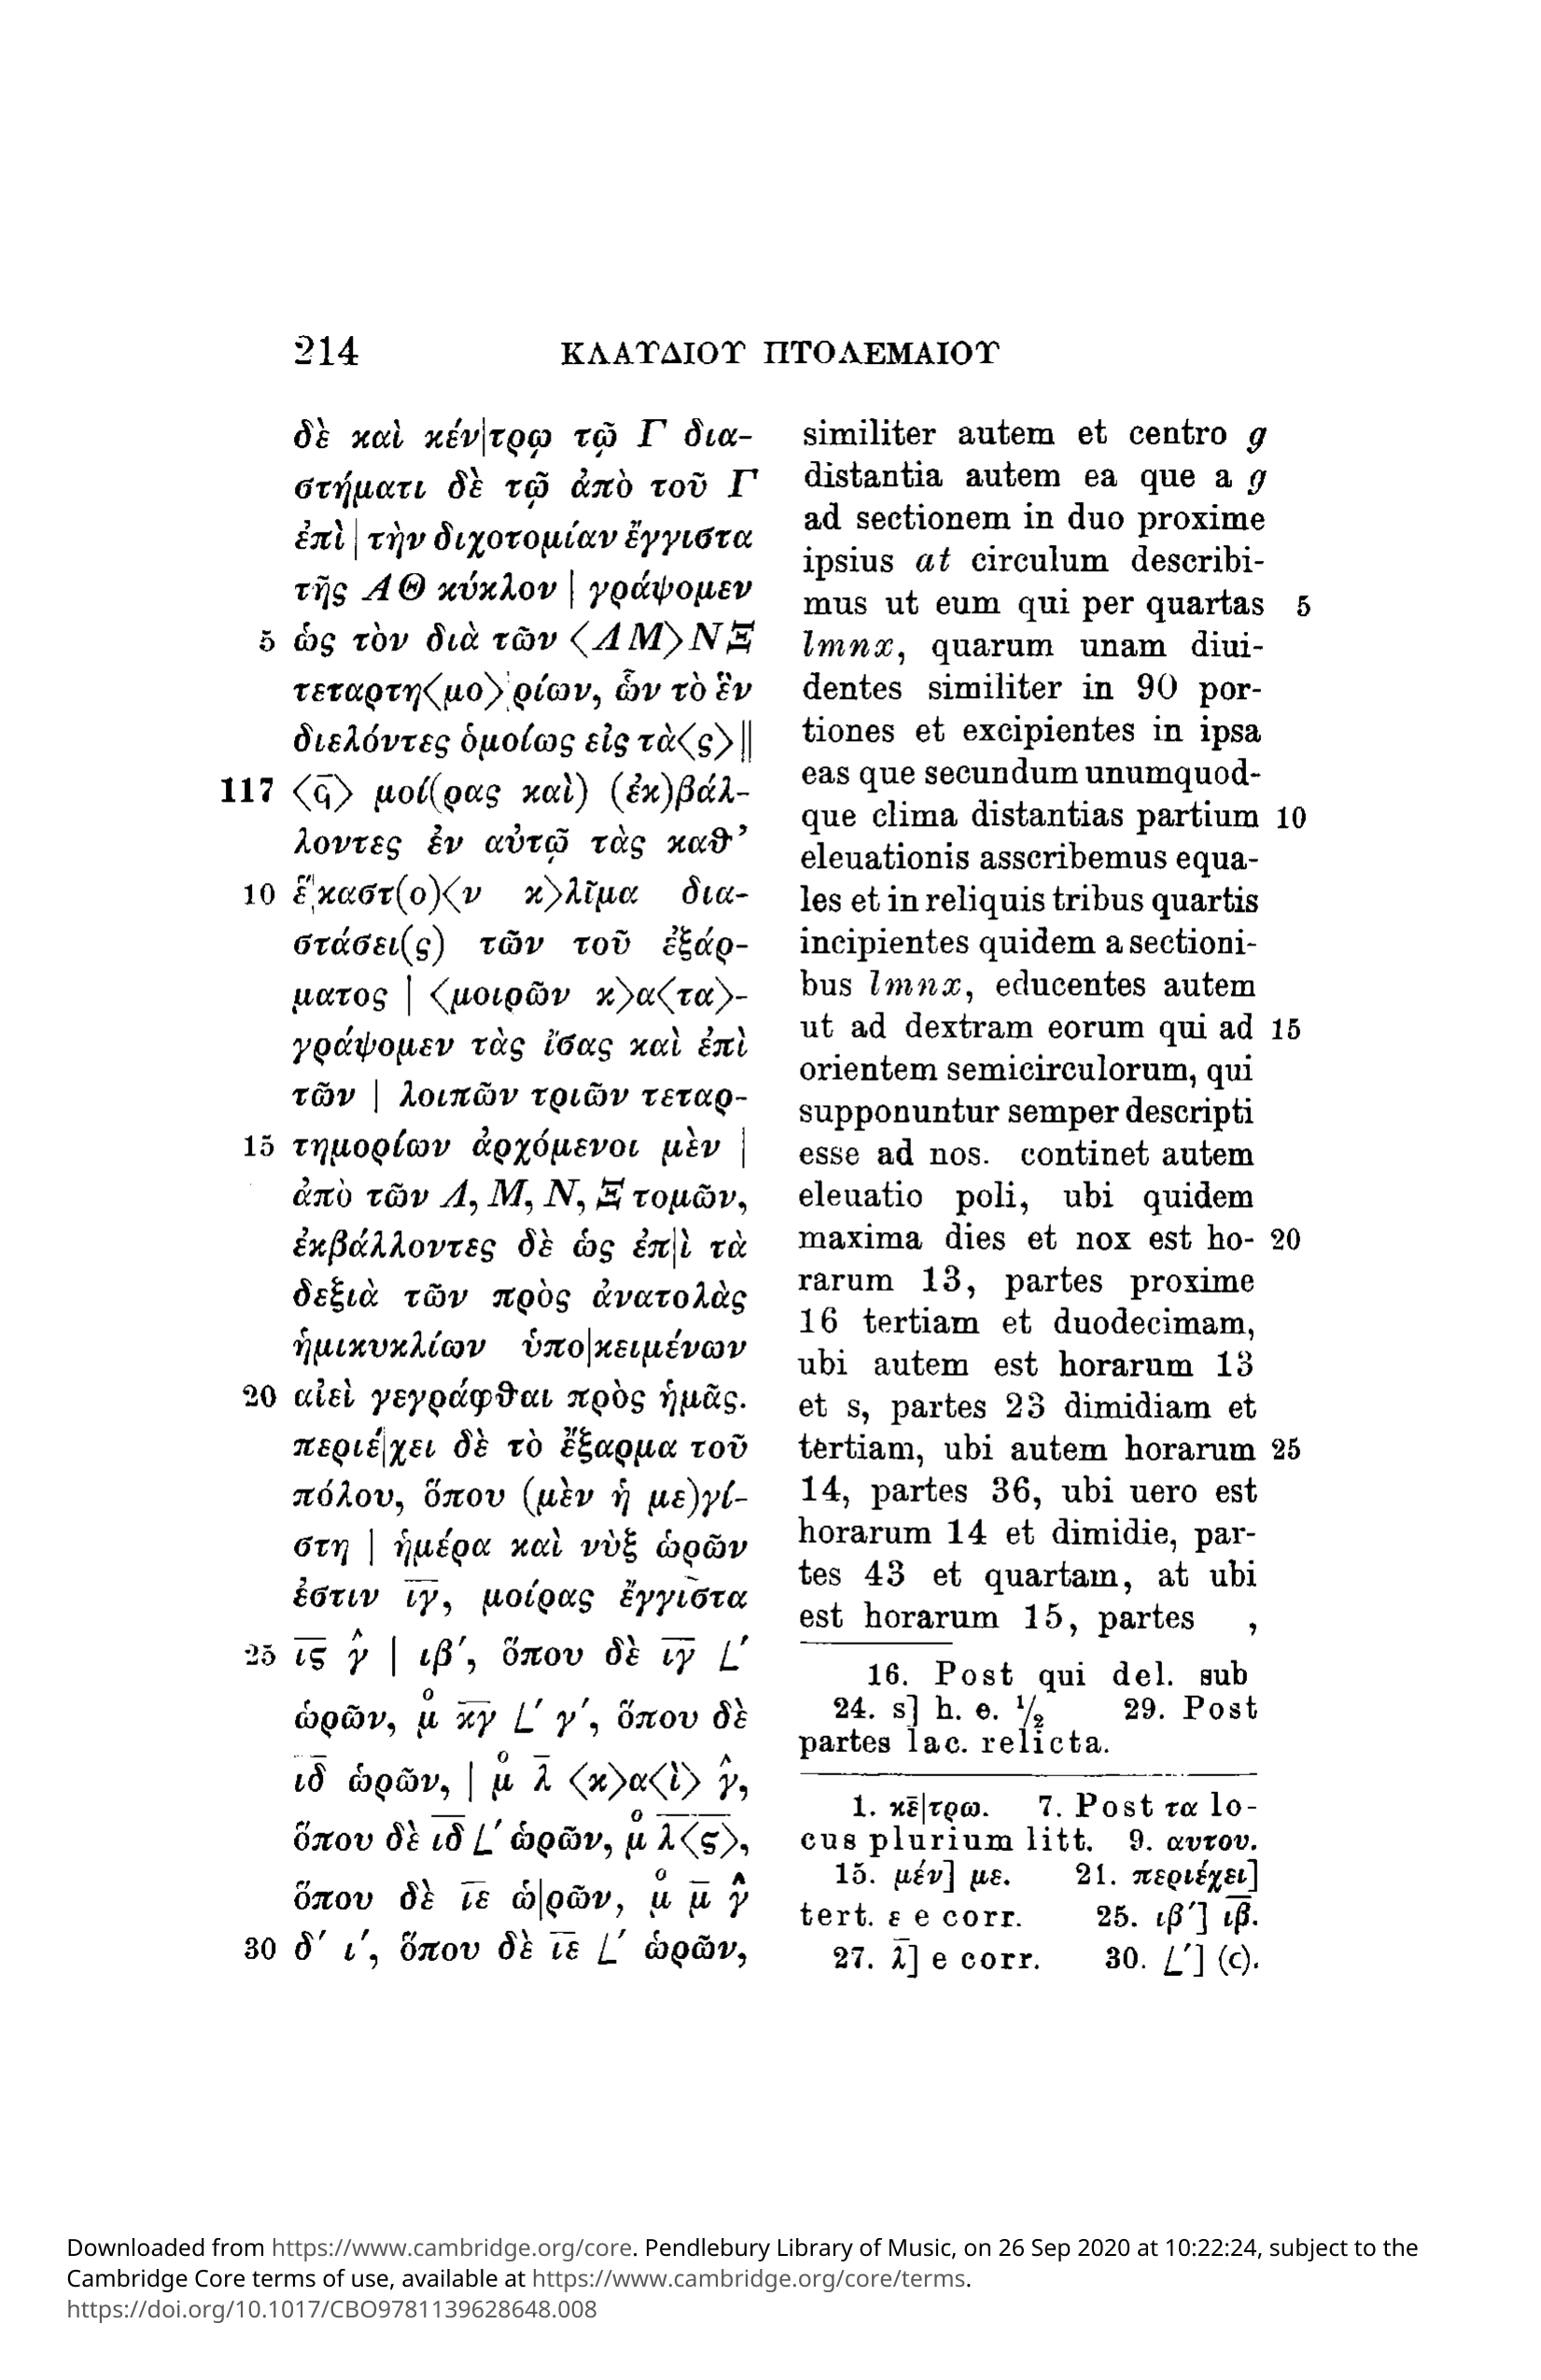 214 ΚΛΑΥΔΙΟΥ ΠΤΟΛΕΜΑΙΟΥ
δὲ καὶ κέν|τρῳ τῷ Γ δια-
στήματι δὲ τῷ ἀπὸ τοῦ Γ
ἐπὶ | τὴν διχοτομίαν ἔγγιστα
τῆς ΑΘ κύκλον | γράψομεν
5 ὡς τὸν διὰ τῶν ⟨ΛΜ⟩ΝΞ
τεταρτη⟨μο⟩|ρίων, ὧν τὸ ἓν
διελόντες ὁμοίως εἰς τὰ⟨ς⟩ ||
117 ⟨ϟ̄⟩ μοί(ρας καὶ) (ἐκ)βάλ-
λοντες ἐν αὐτῷ τὰς καθ’
10 ἕ|καστ(ο)⟨ν κ⟩λῖμα δια-
στάσει(ς) τῶν τοῦ ἐξάρ-
ματος | ⟨μοιρῶν κ⟩α⟨τα⟩-
γράψομεν τὰς ἴσας καὶ ἐπὶ
τῶν | λοιπῶν τριῶν τεταρ-
15 τημορίων ἀρχόμενοι μὲν |
ἀπὸ τῶν Λ, Μ, Ν, Ξ τομῶν,
ἐκβάλλοντες δὲ ὡς ἐπ|ὶ τὰ
δεξιὰ τῶν πρὸς ἀνατολὰς
ἡμικυκλίων ὑπο|κειμένων
20 αἰεὶ γεγράφθαι πρὸς ἡμᾶς.
περιέ|χει δὲ τὸ ἔξαρμα τοῦ
πόλου, ὅπου (μὲν ἡ με)γί-
στη | ἡμέρα καὶ νὺξ ὡρῶν
ἐστιν ι̅γ̅, μοίρας ἔγγιστα
25 ι̅ς̅ γ̂ | ιβ′, ὅπου δὲ ι̅γ̅ L′
ὡρῶν, μͦ κ̅γ̅ L′ γ′, ὅπου δὲ
ι̅δ̅ ὡρῶν, | μͦ λ̅ ⟨κ⟩α⟨ὶ⟩ γ̂,
ὅπου δὲ ι̅δ̅ L′ ὡρῶν, μͦ λ̅⟨ς̅⟩,
ὅπου δὲ ι̅ε̅ ὡ|ρῶν, μͦ μ̅ γ̂
30 δ′ ι′, ὅπου δὲ ι̅ε̅ L′ ὡρῶν,
similiter autem et centro g
distantia autem ea que a g
ad sectionem in duo proxime
ipsius at circulum describi-
mus ut eum qui per quartas 5
lmnx, quarum unam diui-
dentes similiter in 90 por-
tiones et excipientes in ipsa
eas que secundum unumquod-
que clima distantias partium 10
eleuationis asscribemus equa-
les et in reliquis tribus quartis
incipientes quidem a sectioni-
bus lmnx, educentes autem
ut ad dextram eorum qui ad 15
orientem semicirculorum, qui
supponuntur semper descripti
esse ad nos. continet autem
eleuatio poli, ubi quidem
maxima dies et nox est ho- 20
rarum 13, partes proxime
16 tertiam et duodecimam,
ubi autem est horarum 13
et s, partes 23 dimidiam et
tertiam, ubi autem horarum 25
14, partes 36, ubi uero est
horarum 14 et dimidie, par-
tes 43 et quartam, at ubi
est horarum 15, partes ,
16. Post qui del. sub
24. s] h. e. 1/2 29. Post
partes lac. relicta.
1. κε̄|τρω. 7. Post τα lo-
cus plurium litt. 9. αυτου.
15. μέν] με. 21. περιέχει]
tert. ε e corr. 25. ιβ′] ι̅β̅.
27. λ̅] e corr. 30. L′] (c).
Downloaded from https://www.cambridge.org/core. Pendlebury Library of Music, on 26 Sep 2020 at 10:22:24, subject to the
Cambridge Core terms of use, available at https://www.cambridge.org/core/terms.
https://doi.org/10.1017/CBO9781139628648.008